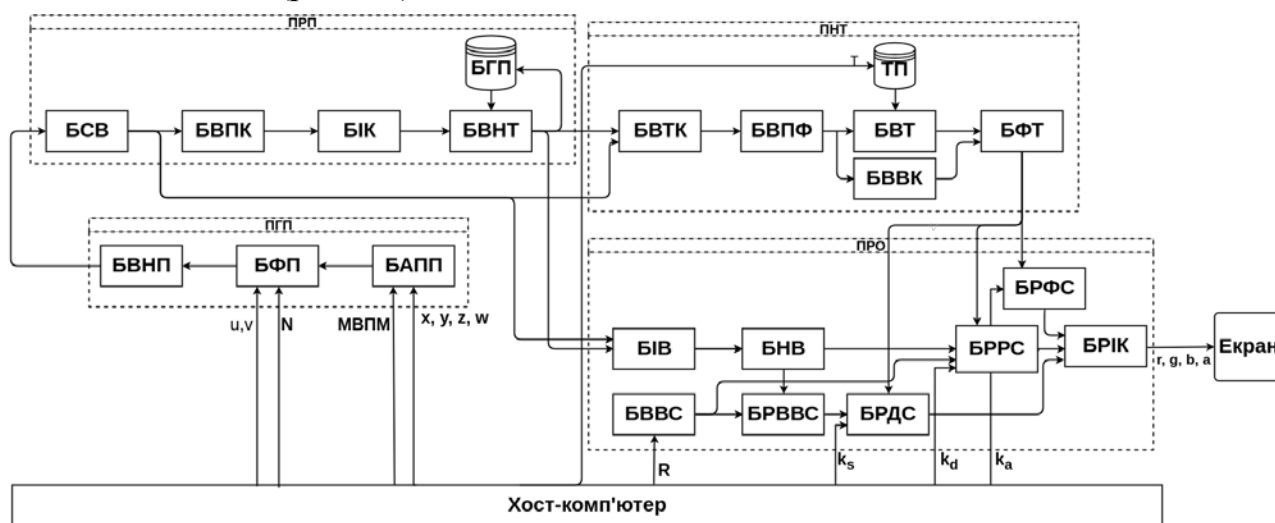 ПРП
ПНТ
БГП
Т
ТП
БСВ
БВПК
БІК
БВНТ
БВТК
БВПФ
БВТ
БФТ
БВВК
ПГП
ПРО
БВНП
БФП
БАПП
БРФС
u,v
N
МВПМ
x, y, z, w
БІВ
БНВ
БРРС
БРІК
r, g, b, a
Екран
БВВС
БРВВС
БРДС
R
ks
kd
ka
Хост-комп'ютер